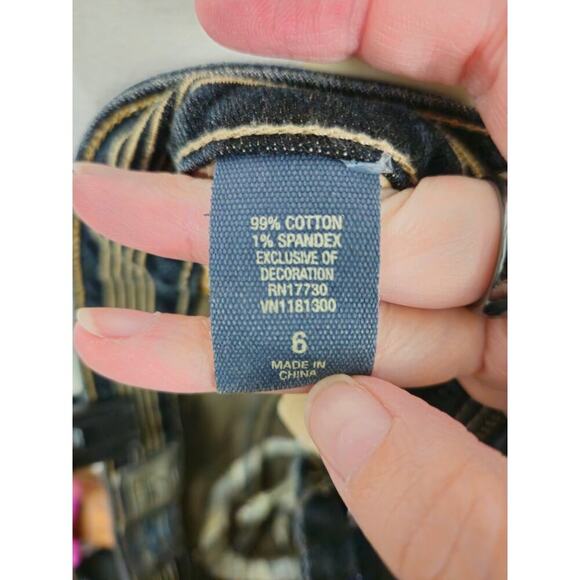 99% COTTON
1% SPANDEX
EXCLUSIVE OF
DECORATION
RN17730
VN1181300
6
MADE IN
CHINA